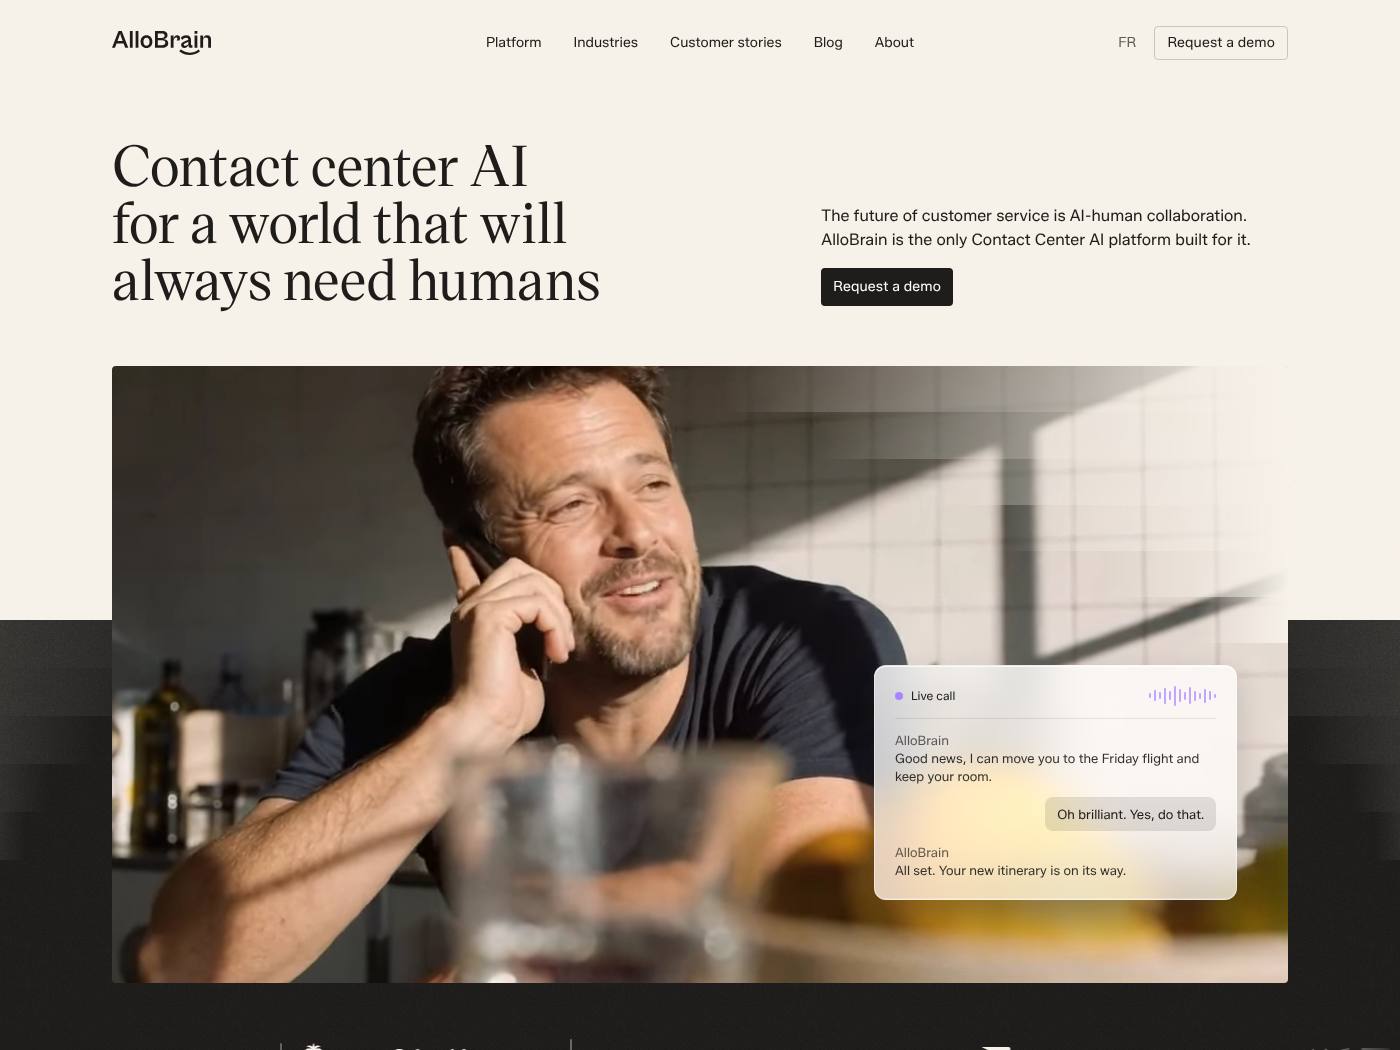 AlloBrain
Platform
Industries
Customer stories
Blog
About
FR
Request a demo
Contact center AI
for a world that will
always need humans
The future of customer service is AI-human collaboration.
AlloBrain is the only Contact Center AI platform built for it.
Request a demo
Live call
AlloBrain
Good news, I can move you to the Friday flight and
keep your room.
Oh brilliant. Yes, do that.
AlloBrain
All set. Your new itinerary is on its way.